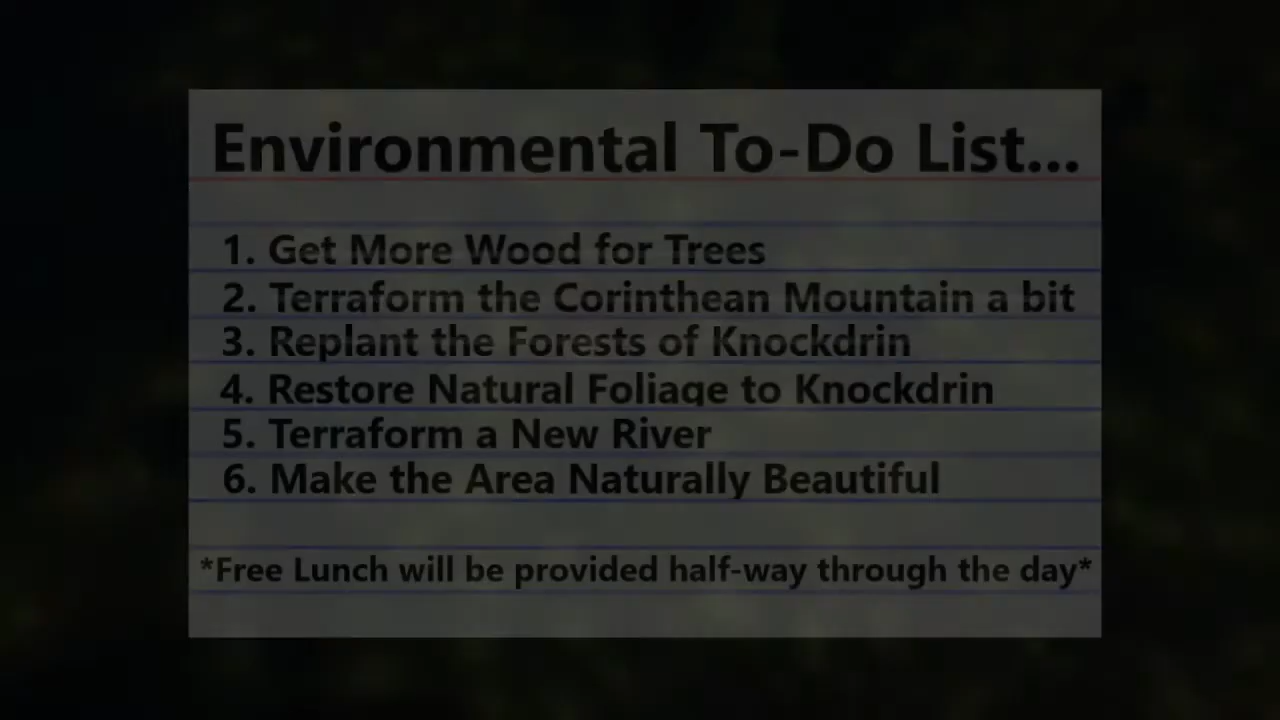 Environmental To-Do List...
1. Get More Wood for Trees
2. Terraform the Corinthean Mountain a bit
3. Replant the Forests of Knockdrin
4. Restore Natural Foliage to Knockdrin
5. Terraform a New River
6. Make the Area Naturally Beautiful
*Free Lunch will be provided half-way through the day*